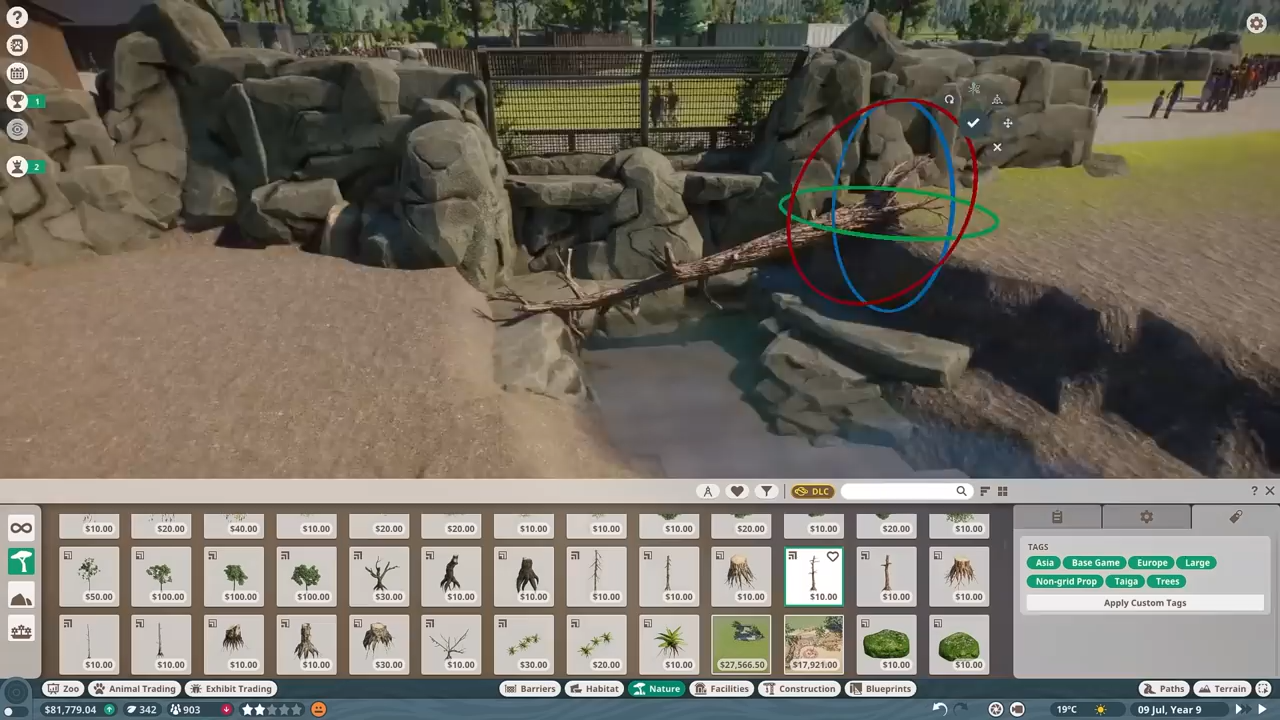 ?
1
2
DLC
? ✕
$10.00 $20.00 $40.00 $10.00 $20.00 $20.00 $10.00 $10.00 $10.00 $20.00 $10.00 $20.00 $10.00
$50.00 $100.00 $100.00 $100.00 $30.00 $10.00 $10.00 $10.00 $10.00 $10.00 $10.00 $10.00 $10.00
$10.00 $10.00 $10.00 $10.00 $30.00 $10.00 $30.00 $20.00 $10.00 $27,566.50 $17,921.00 $10.00 $10.00
TAGS
Asia Base Game Europe Large
Non-grid Prop Taiga Trees
Apply Custom Tags
Zoo Animal Trading Exhibit Trading Barriers Habitat Nature Facilities Construction Blueprints Paths Terrain
$81,779.04 342 903 19°C 09 Jul, Year 9